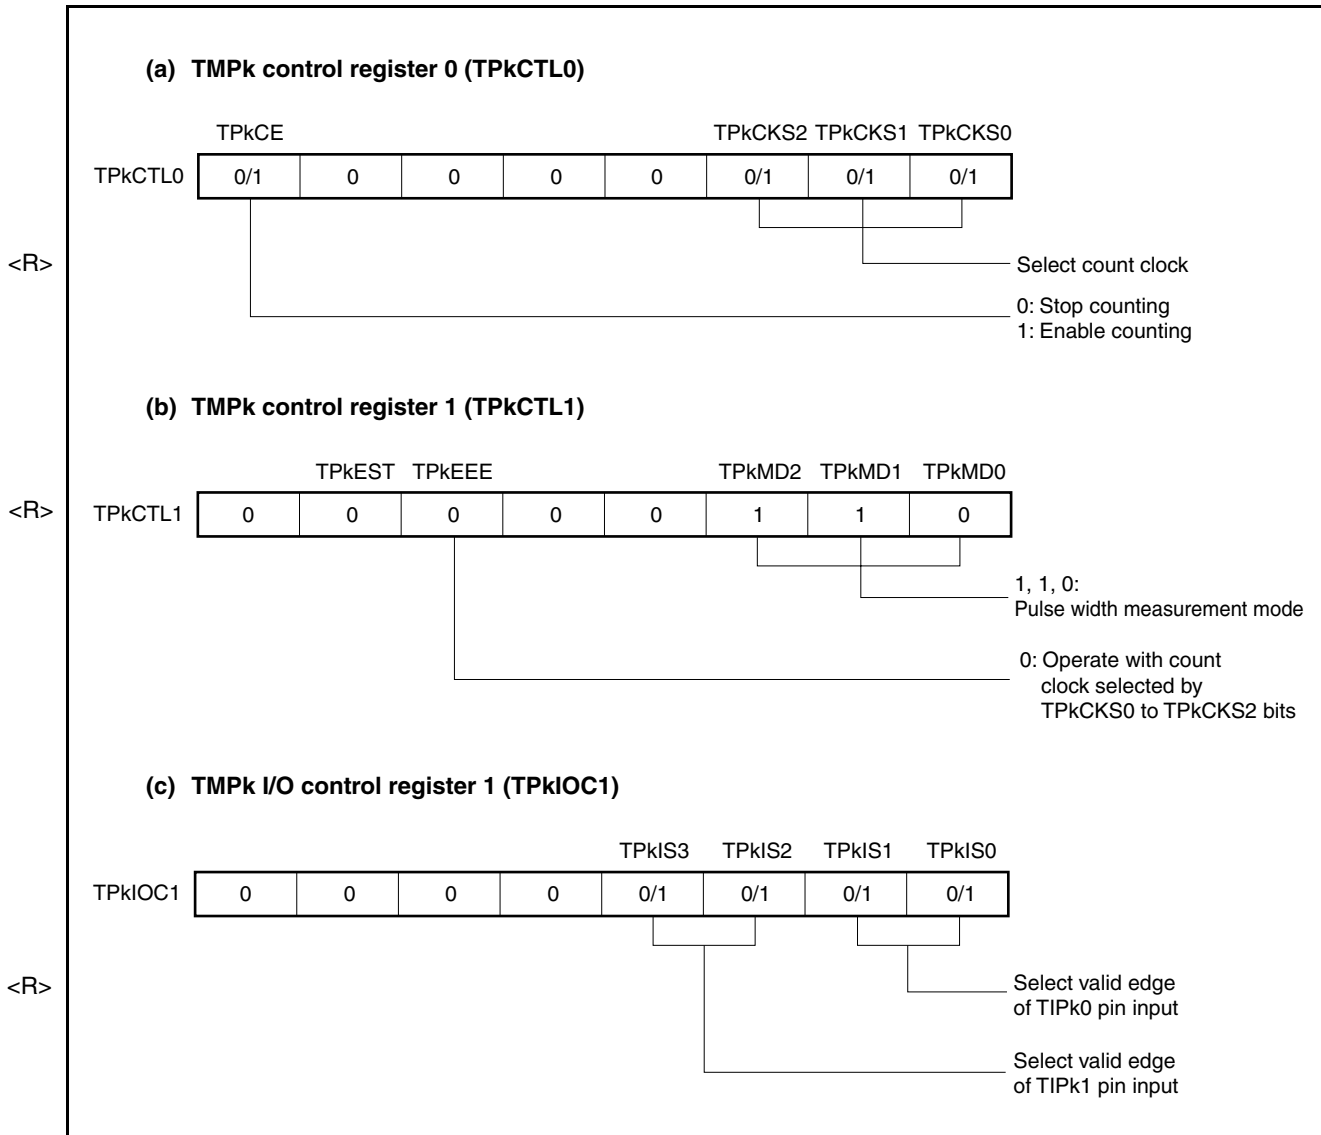 (a) TMPk control register 0 (TPkCTL0)
TPkCE TPkCKS2 TPkCKS1 TPkCKS0
TPkCTL0 0/1 0 0 0 0 0/1 0/1 0/1
<R> Select count clock
0: Stop counting
1: Enable counting
(b) TMPk control register 1 (TPkCTL1)
TPkEST TPkEEE TPkMD2 TPkMD1 TPkMD0
<R> TPkCTL1 0 0 0 0 0 1 1 0
1, 1, 0:
Pulse width measurement mode
0: Operate with count
clock selected by
TPkCKS0 to TPkCKS2 bits
(c) TMPk I/O control register 1 (TPkIOC1)
TPkIS3 TPkIS2 TPkIS1 TPkIS0
TPkIOC1 0 0 0 0 0/1 0/1 0/1 0/1
<R> Select valid edge
of TIPk0 pin input
Select valid edge
of TIPk1 pin input